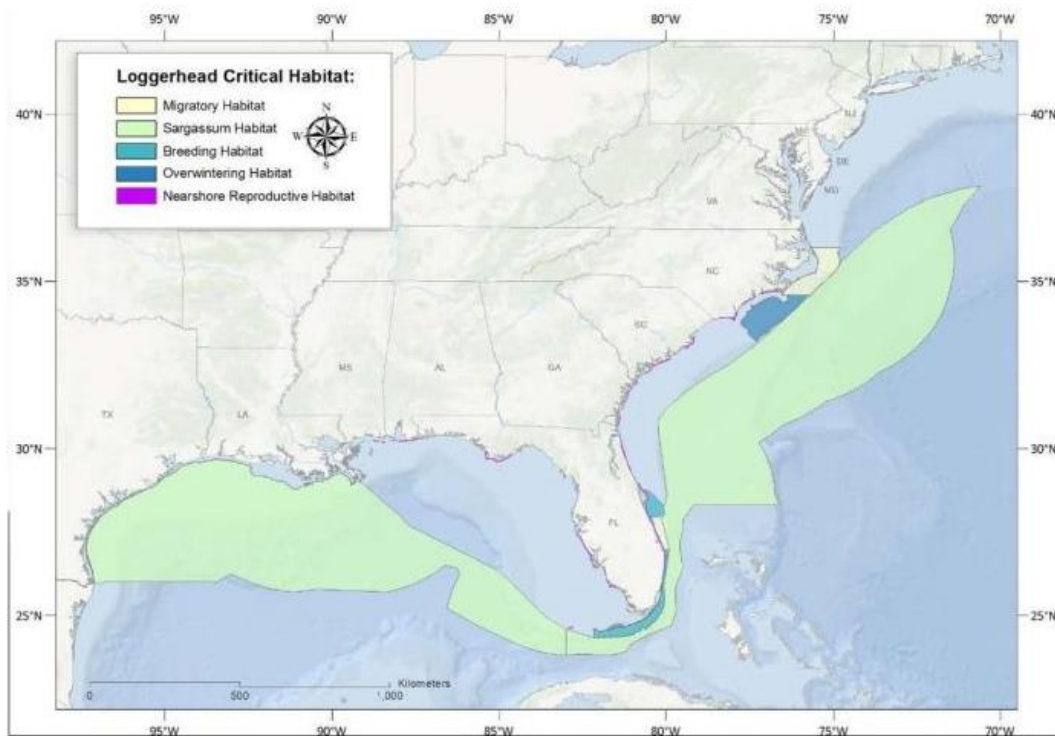 95°W 90°W 85°W 80°W 75°W 70°W
Loggerhead Critical Habitat:
Migratory Habitat
Sargassum Habitat
Breeding Habitat
Overwintering Habitat
Nearshore Reproductive Habitat
N
W E
S
40°N 40°N
NJ
DE
MD
VA
35°N 35°N
NC
SC
MS AL GA
TX LA
30°N 30°N
FL
25°N 25°N
Kilometers
0 500 1,000
95°W 90°W 85°W 80°W 75°W 70°W